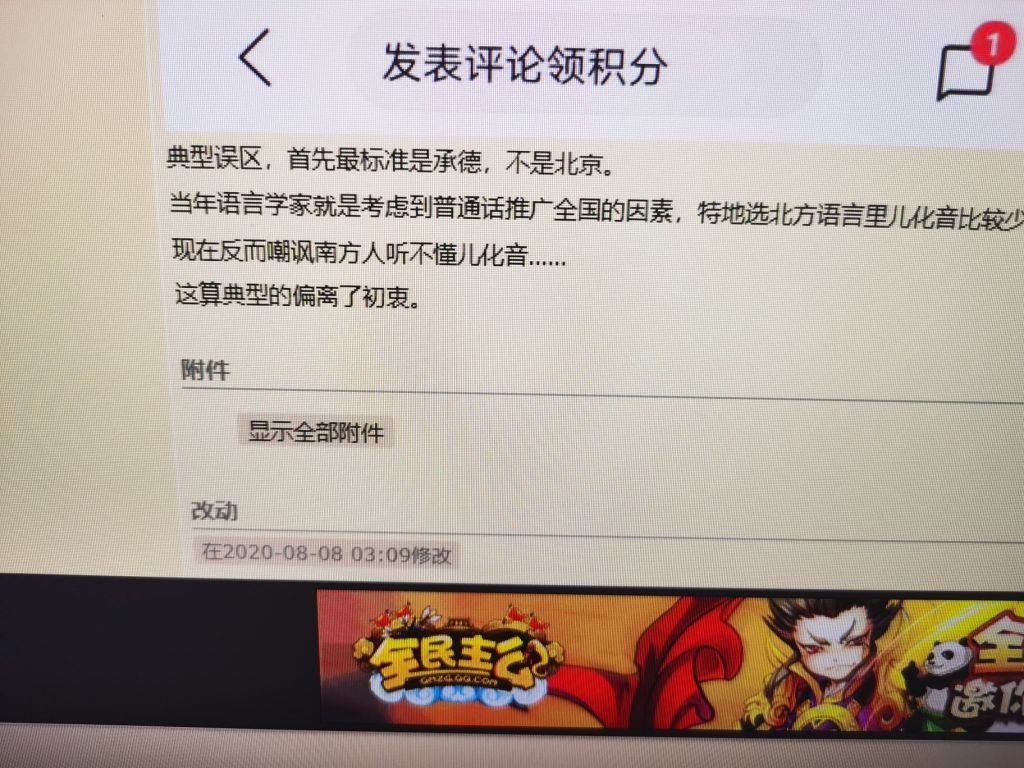 发表评论领积分
1
典型误区，首先最标准是承德，不是北京。
当年语言学家就是考虑到普通话推广全国的因素，特地选北方语言里儿化音比较少
现在反而嘲讽南方人听不懂儿化音......
这算典型的偏离了初衷。
附件
显示全部附件
改动
在2020-08-08 03:09修改
全民主公
QMZG.QQ.COM
全
邀你